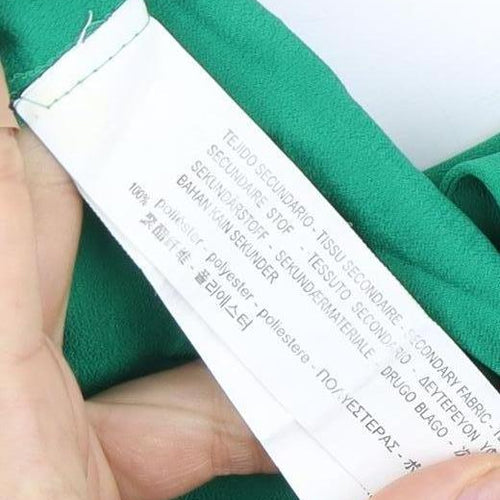 TEJIDO SECUNDARIO - TISSU SECONDAIRE - SECONDARY FABRIC -
SECUNDAIRE STOF - TESSUTO SECONDARIO - ΔΕΥΤΕΡΕΥΟΝ
SEKUNDÄRSTOFF - SEKUNDÆRMATERIALE - DRUGO BLAGO -
BAHAN KAIN SEKUNDER
100% poliéster - polyester - poliestere - ΠΟΛΥΕΣΤΕΡΑΣ -
聚酯纤维 - 폴리에스터